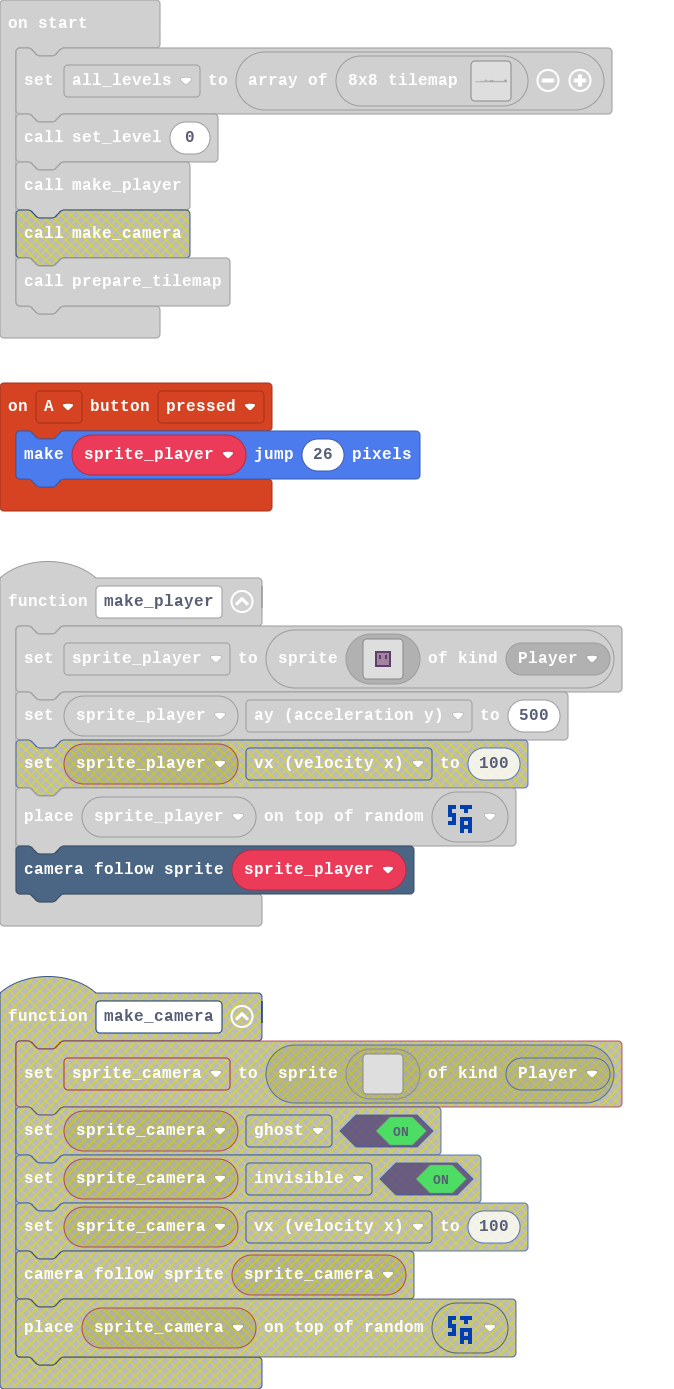 on start
set all_levels to array of 8x8 tilemap
call set_level 0
call make_player
call make_camera
call prepare_tilemap
on A button pressed
make sprite_player jump 26 pixels
function make_player
set sprite_player to sprite of kind Player
set sprite_player ay (acceleration y) to 500
set sprite_player vx (velocity x) to 100
place sprite_player on top of random STA
camera follow sprite sprite_player
function make_camera
set sprite_camera to sprite of kind Player
set sprite_camera ghost ON
set sprite_camera invisible ON
set sprite_camera vx (velocity x) to 100
camera follow sprite sprite_camera
place sprite_camera on top of random STA